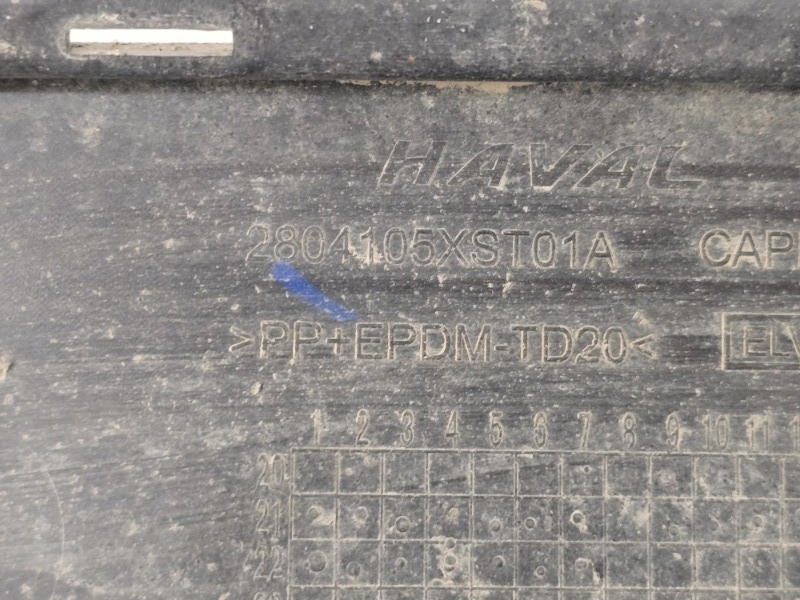 HAVAL
2804105XST01A
>PP+EPDM-TD20<
1 2 3 4 5 6 7 8 9 10 11
20
21
22